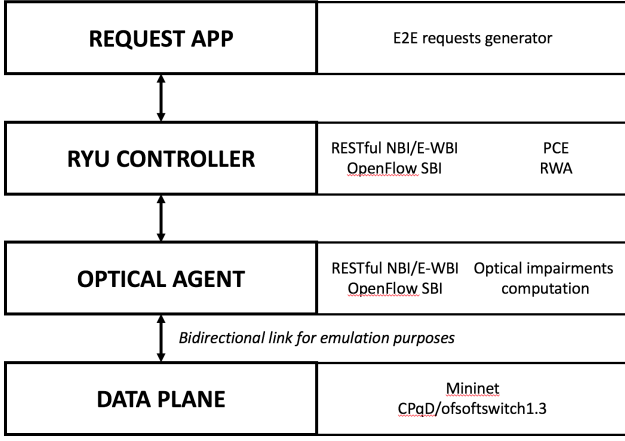 REQUEST APP
E2E requests generator
RYU CONTROLLER
RESTful NBI/E-WBI
OpenFlow SBI
PCE
RWA
OPTICAL AGENT
RESTful NBI/E-WBI
OpenFlow SBI
Optical impairments
computation
Bidirectional link for emulation purposes
DATA PLANE
Mininet
CPqD/ofsoftswitch1.3